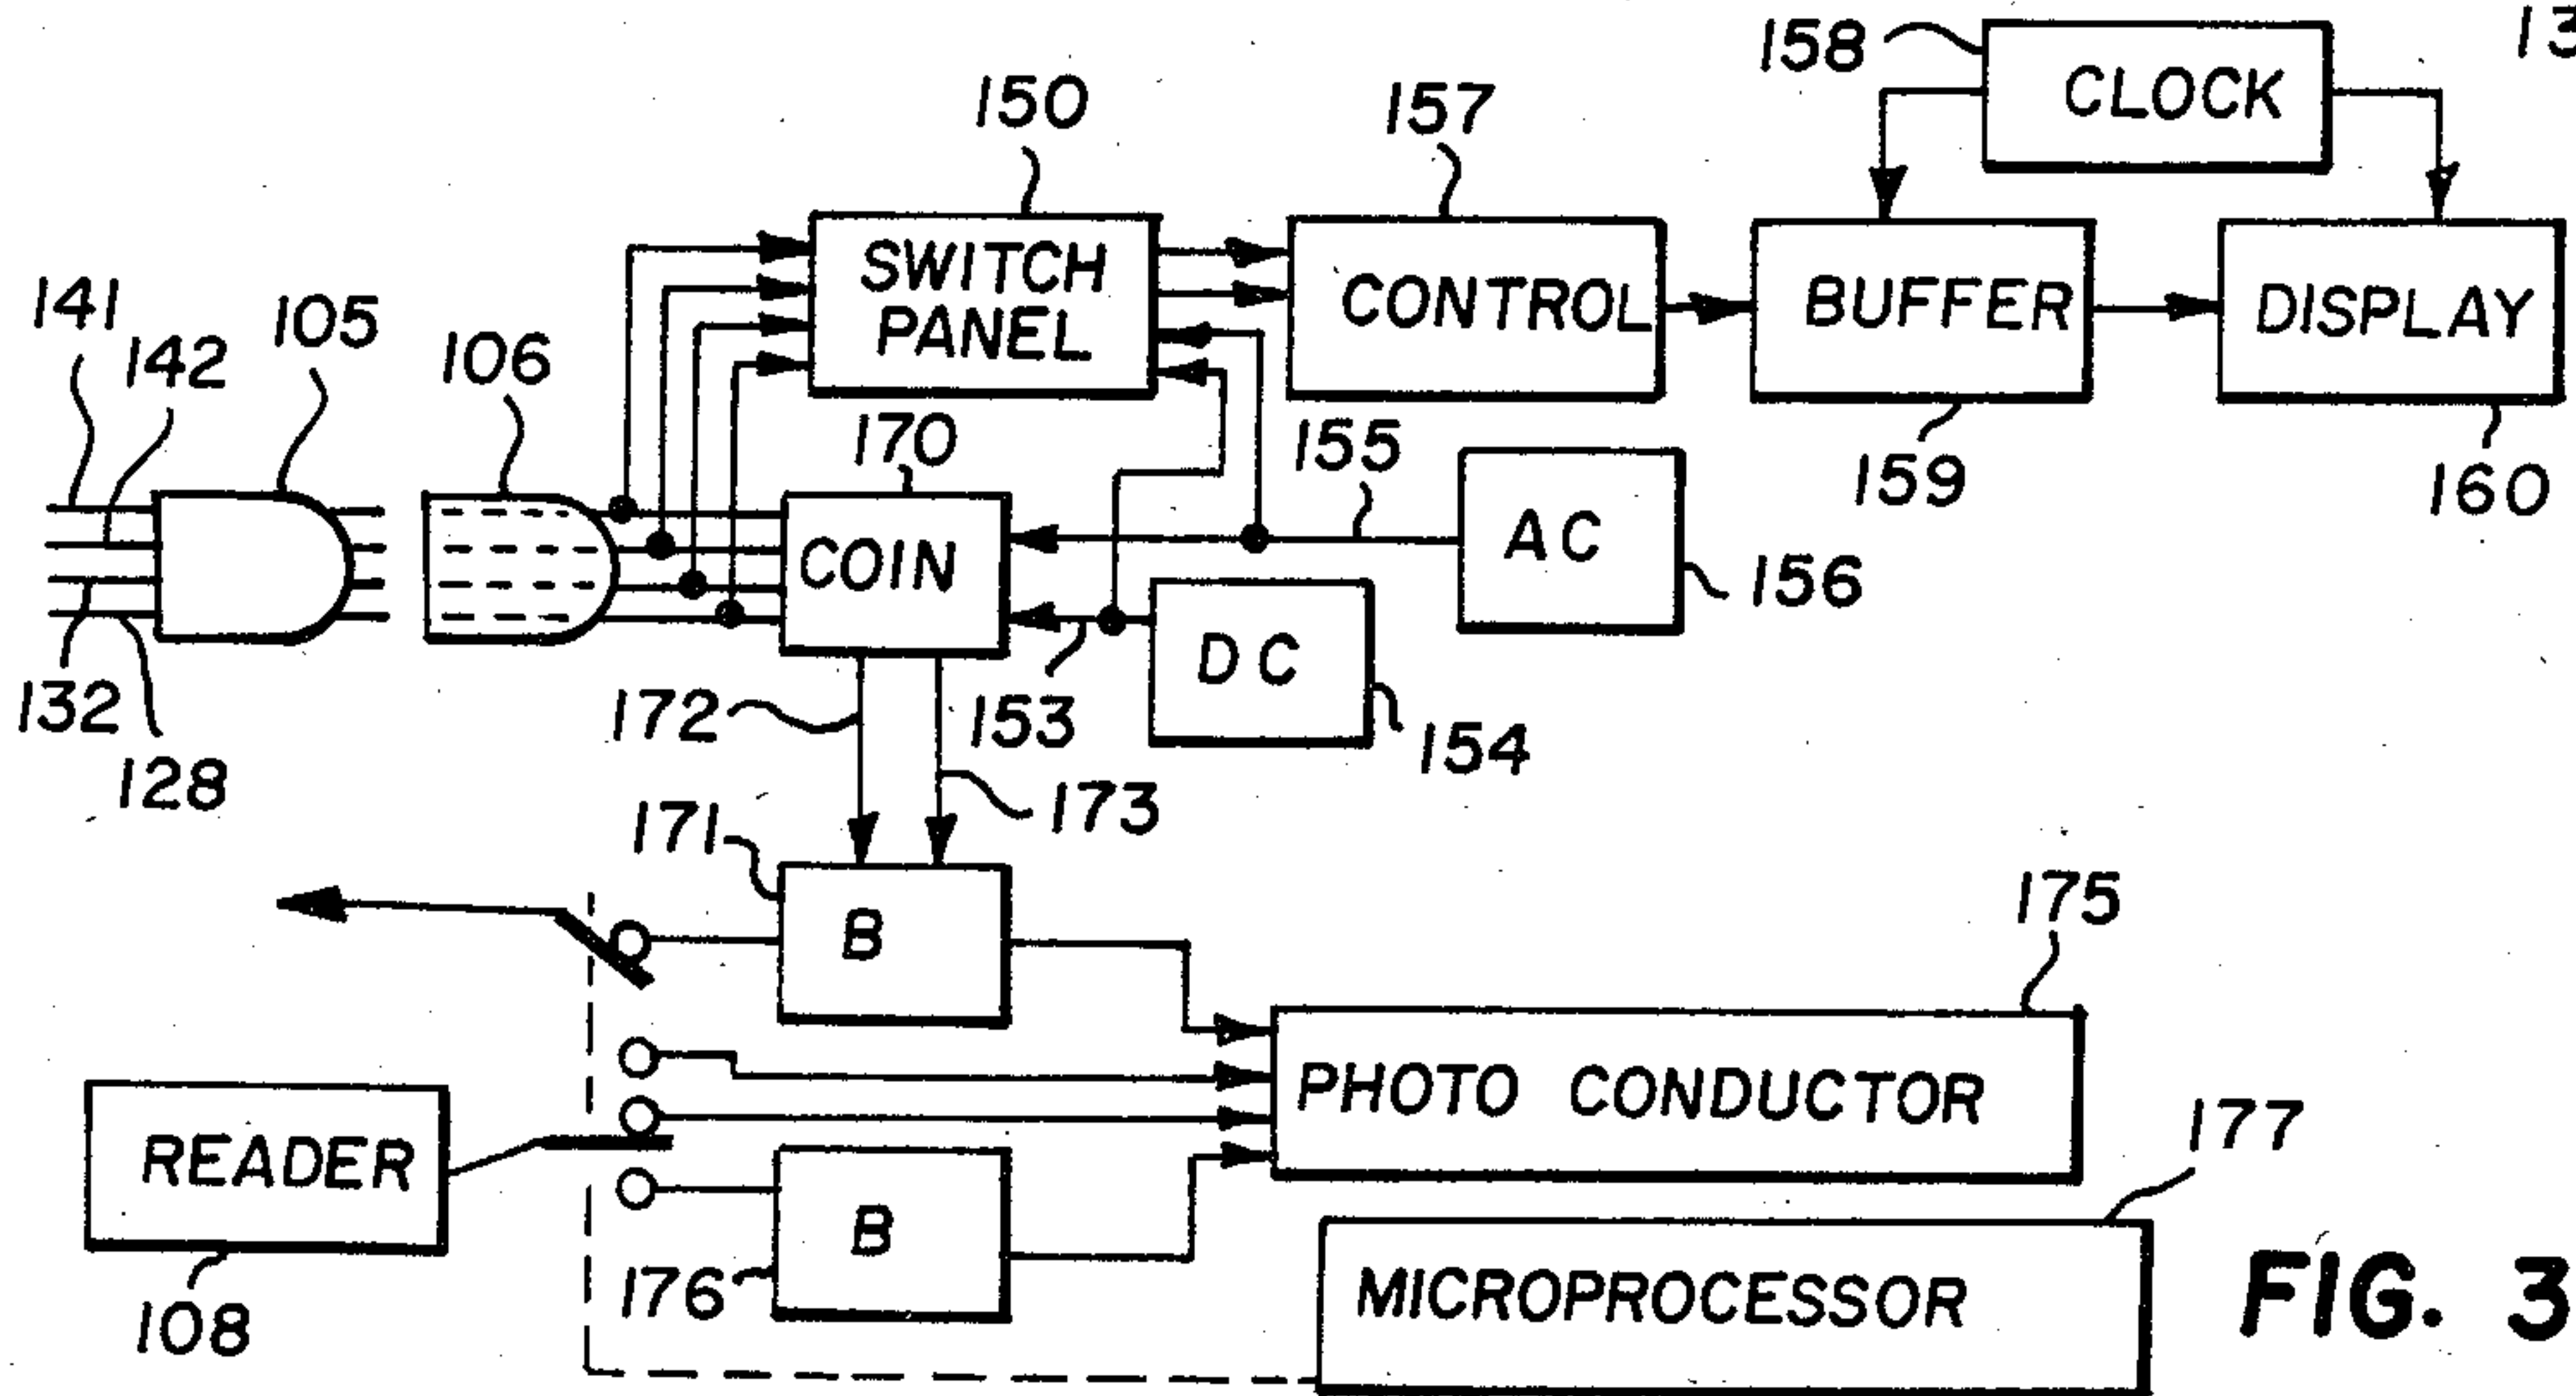 158
CLOCK
13
150
157
SWITCH
PANEL
CONTROL
BUFFER
DISPLAY
141
142
105
106
170
155
159
160
COIN
AC
156
DC
132
128
172
153
154
173
171
B
175
PHOTO CONDUCTOR
READER
177
B
176
MICROPROCESSOR
108
FIG. 3